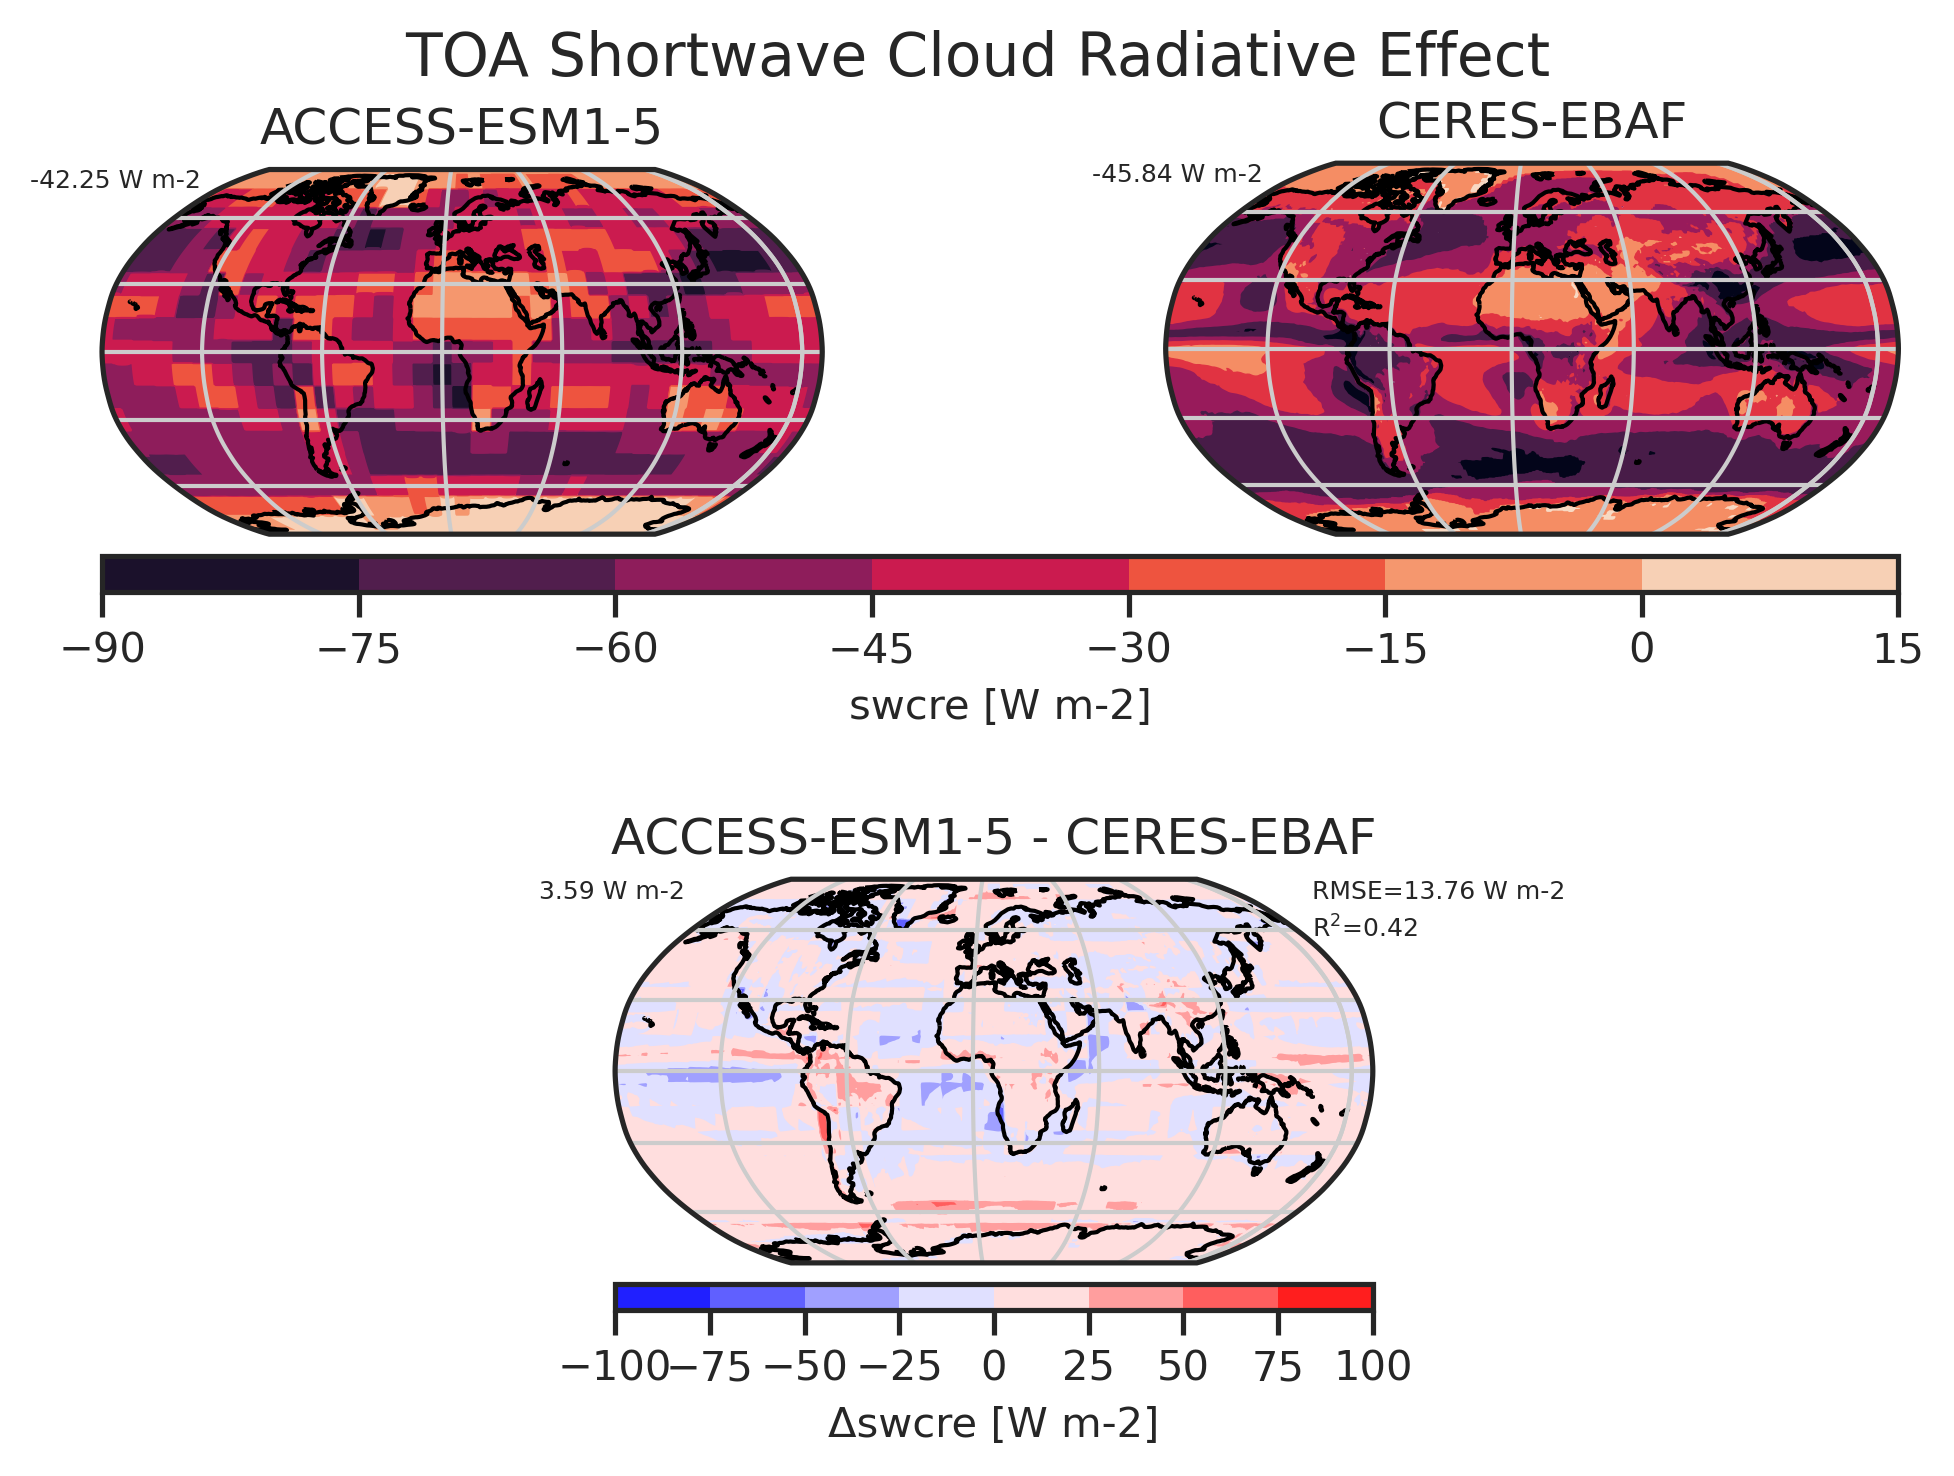 TOA Shortwave Cloud Radiative Effect
ACCESS-ESM1-5
CERES-EBAF
-42.25 W m-2
-45.84 W m-2
−90 −75 −60 −45 −30 −15 0 15
swcre [W m-2]
ACCESS-ESM1-5 - CERES-EBAF
3.59 W m-2
RMSE=13.76 W m-2
R²=0.42
−100 −75 −50 −25 0 25 50 75 100
Δswcre [W m-2]